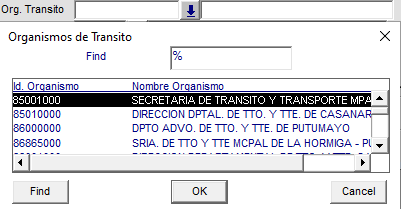 Org. Transito
Organismos de Transito
Find %
Id. Organismo Nombre Organismo
85001000 SECRETARIA DE TRANSITO Y TRANSPORTE MPA
85010000 DIRECCION DPTAL. DE TTO. Y TTE. DE CASANAR
86000000 DPTO ADVO. DE TTO. Y TTE. DE PUTUMAYO
86865000 SRIA. DE TTO Y TTE MCPAL DE LA HORMIGA - PU
Find OK Cancel